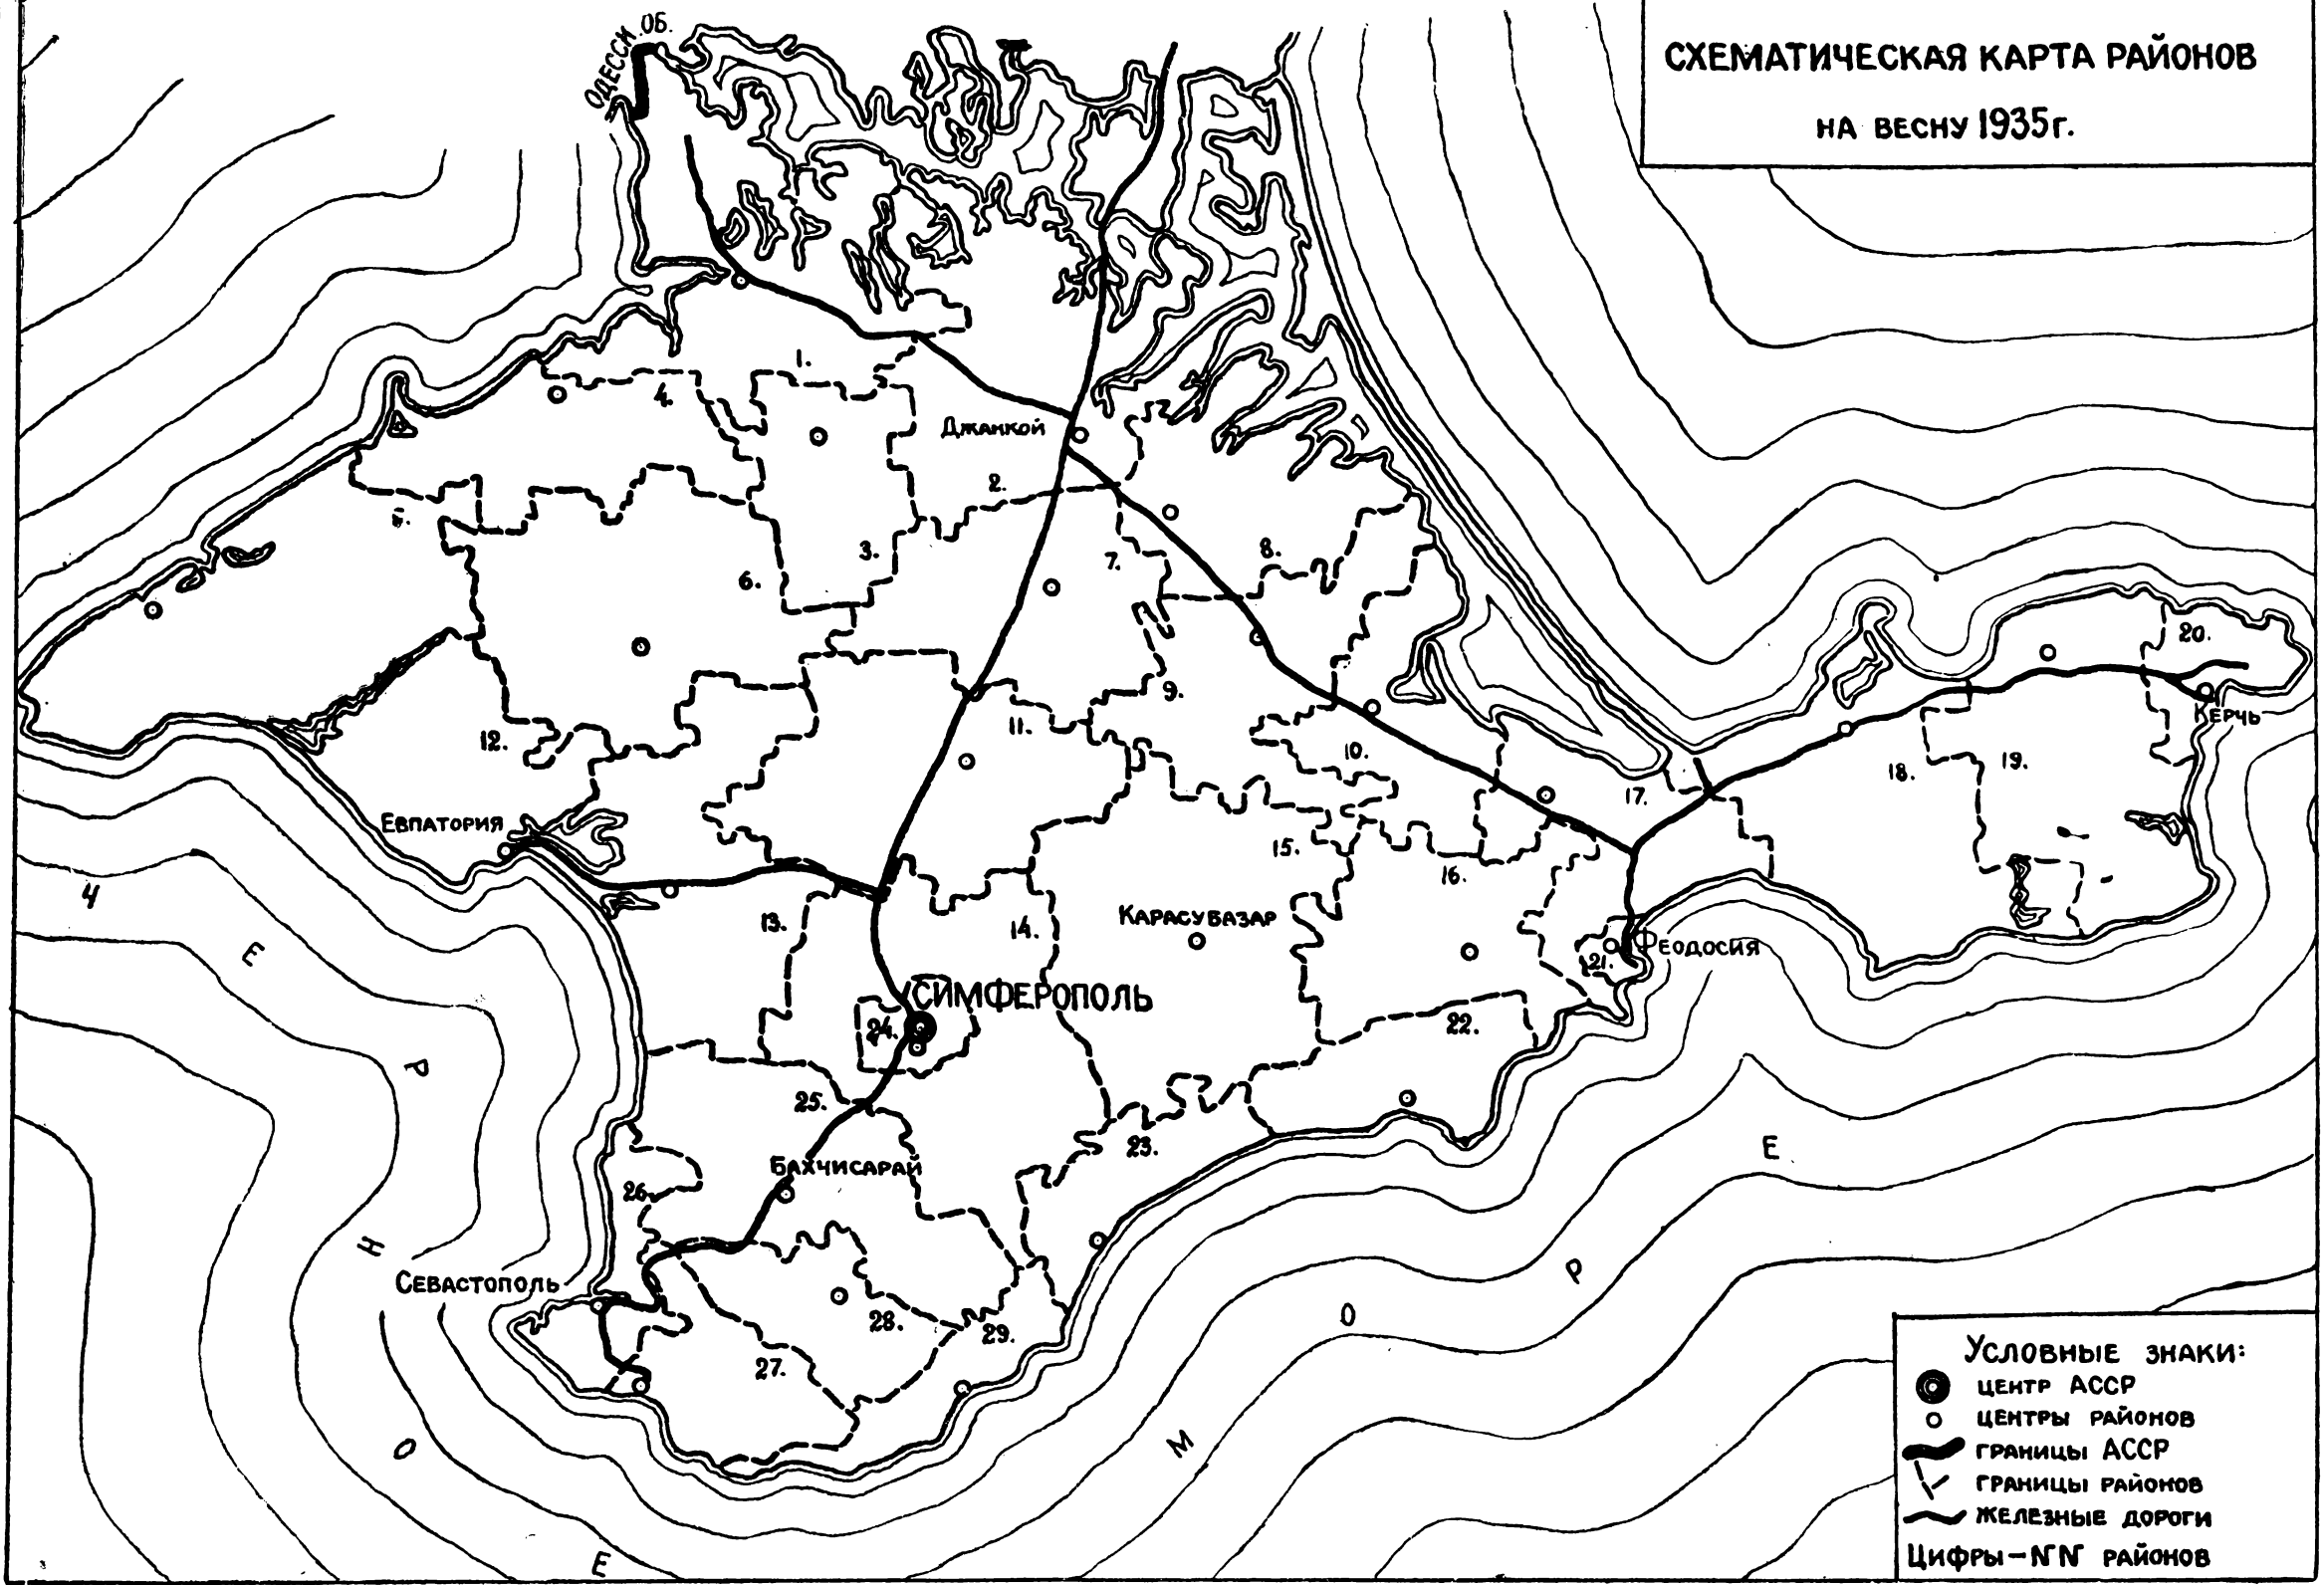 ОДЕССК. ОБ.
СХЕМАТИЧЕСКАЯ КАРТА РАЙОНОВ
НА ВЕСНУ 1935г.
1.
4.
Джанкой
2.
3.
7.
8.
6.
20.
9.
11.
12.
10.
18.
19.
Керчь
17.
Евпатория
15.
16.
13.
14.
Карасубазар
21.
Феодосия
СИМФЕРОПОЛЬ
24.
22.
25.
23.
Бахчисарай
26.
Севастополь
28.
29.
27.
Ч Е Р Н О Е
М О Р Е
Условные знаки:
центр АССР
центры районов
границы АССР
границы районов
железные дороги
Цифры–NN районов